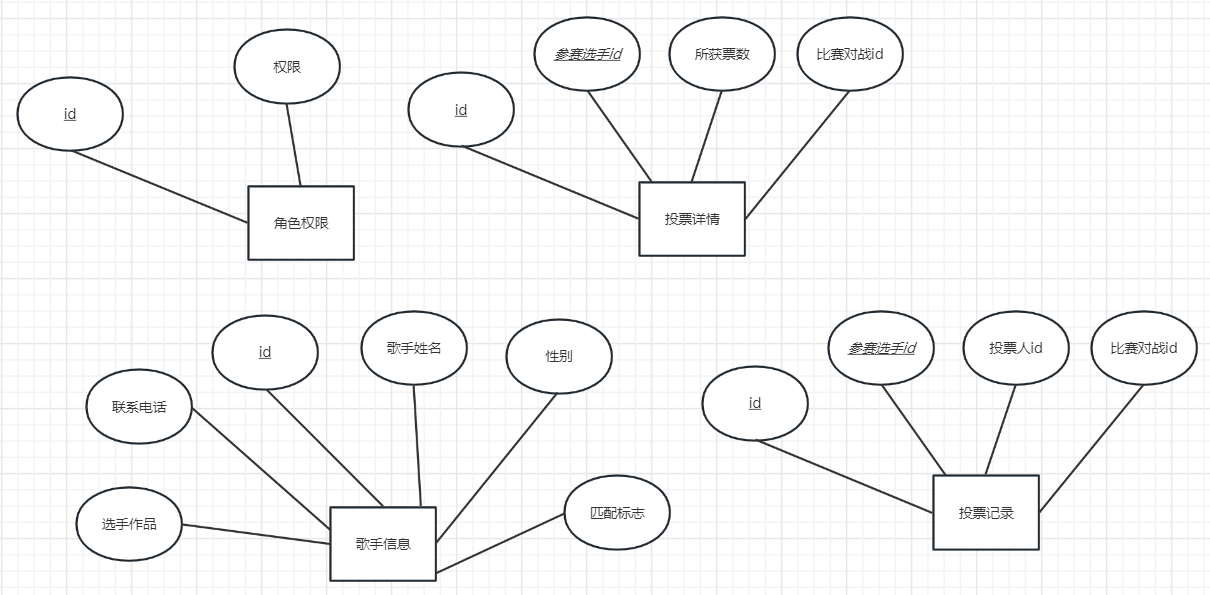 权限
id
角色权限
参赛选手id
所获票数
比赛对战id
id
投票详情
id
歌手姓名
性别
联系电话
选手作品
匹配标志
歌手信息
参赛选手id
投票人id
比赛对战id
id
投票记录